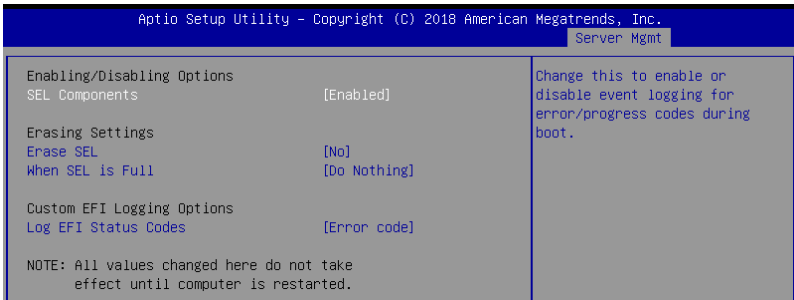 Aptio Setup Utility – Copyright (C) 2018 American Megatrends, Inc.
Server Mgmt
Enabling/Disabling Options
SEL Components [Enabled]
Erasing Settings
Erase SEL [No]
When SEL is Full [Do Nothing]
Custom EFI Logging Options
Log EFI Status Codes [Error code]
NOTE: All values changed here do not take
effect until computer is restarted.
Change this to enable or
disable event logging for
error/progress codes during
boot.